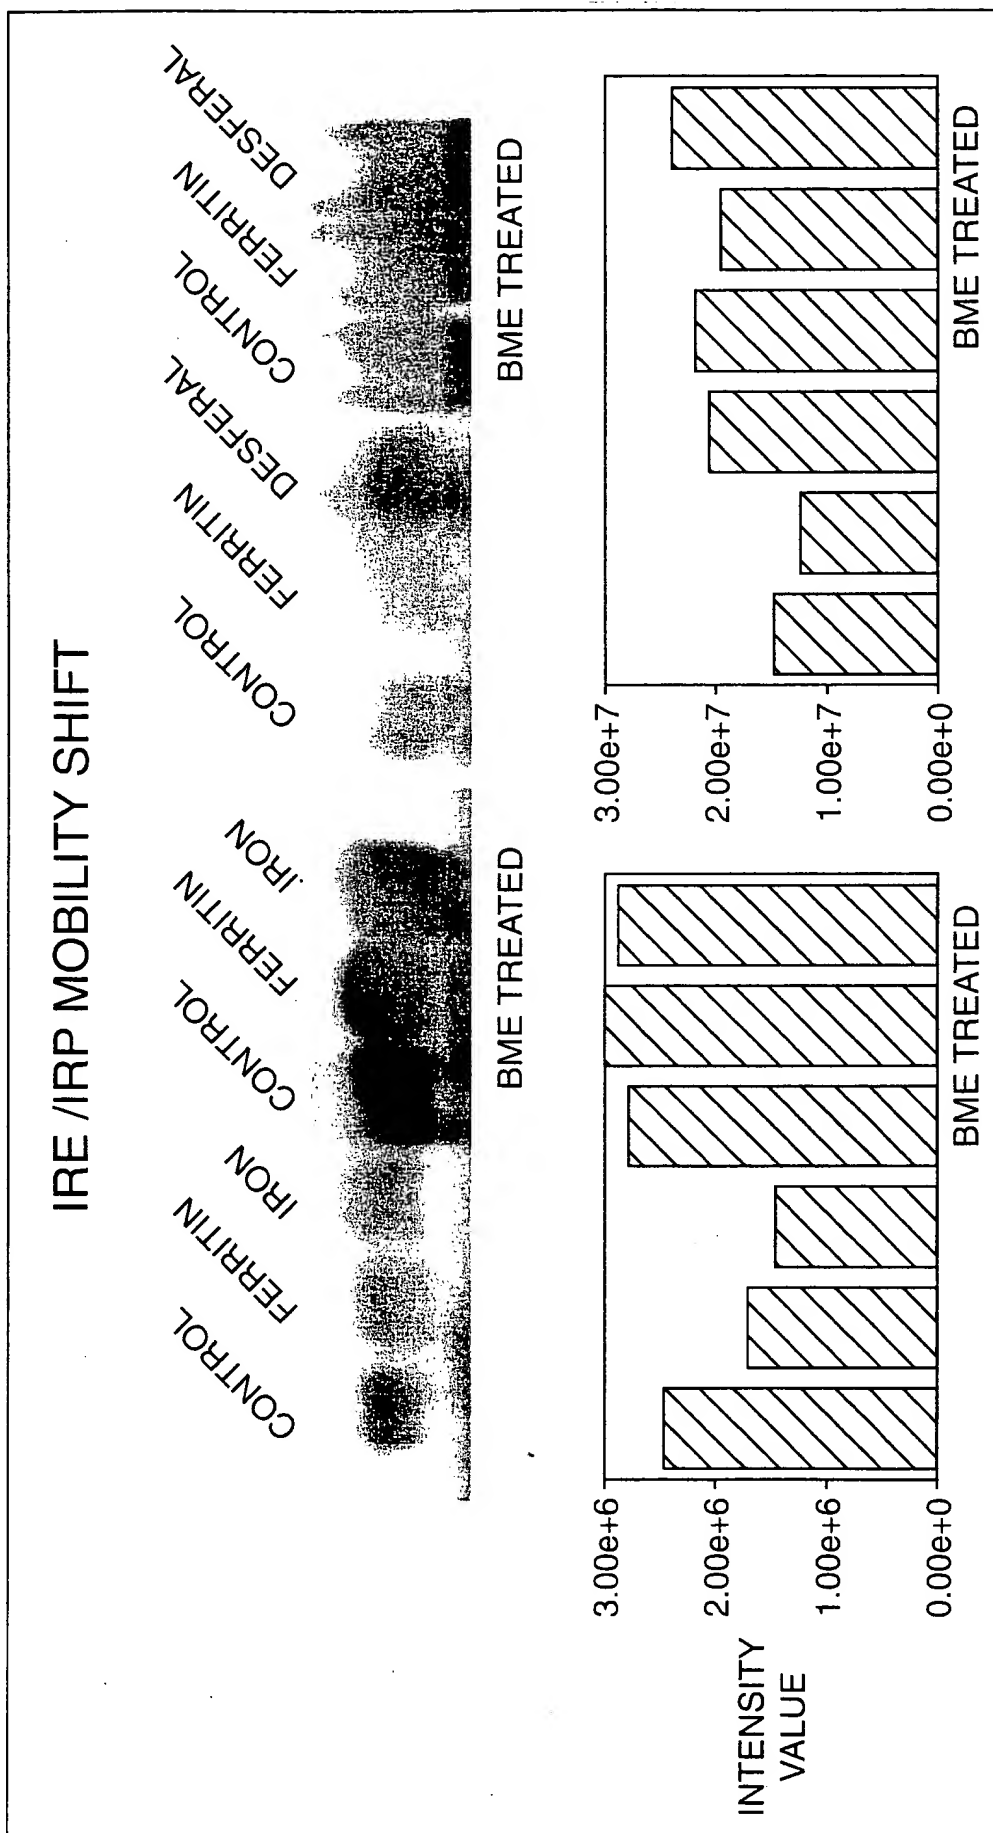 IRE /IRP MOBILITY SHIFT
CONTROL
FERRITIN
IRON
CONTROL
FERRITIN
IRON
CONTROL
FERRITIN
DESFERAL
CONTROL
FERRITIN
DESFERAL
BME TREATED
BME TREATED
INTENSITY
VALUE
3.00e+6
2.00e+6
1.00e+6
0.00e+0
BME TREATED
3.00e+7
2.00e+7
1.00e+7
0.00e+0
BME TREATED